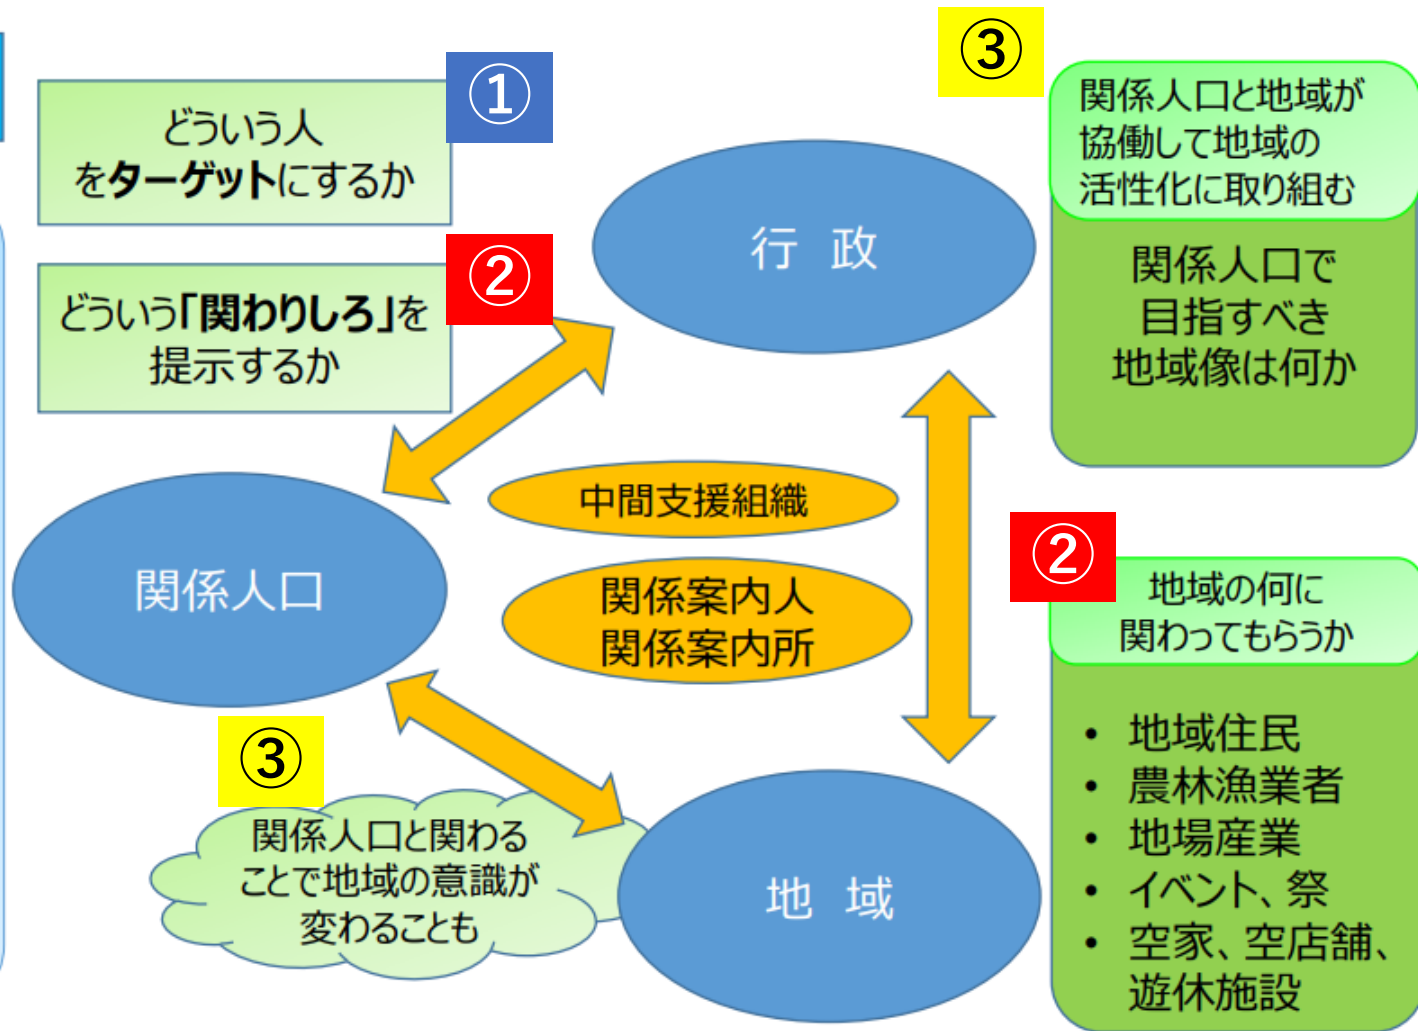 ①
どういう人
をターゲットにするか
②
どういう「関わりしろ」を
提示するか
行 政
③
関係人口と地域が
協働して地域の
活性化に取り組む
関係人口で
目指すべき
地域像は何か
中間支援組織
関係案内人
関係案内所
関係人口
②
地域の何に
関わってもらうか
• 地域住民
• 農林漁業者
• 地場産業
• イベント、祭
• 空家、空店舗、
遊休施設
③
関係人口と関わる
ことで地域の意識が
変わることも
地 域